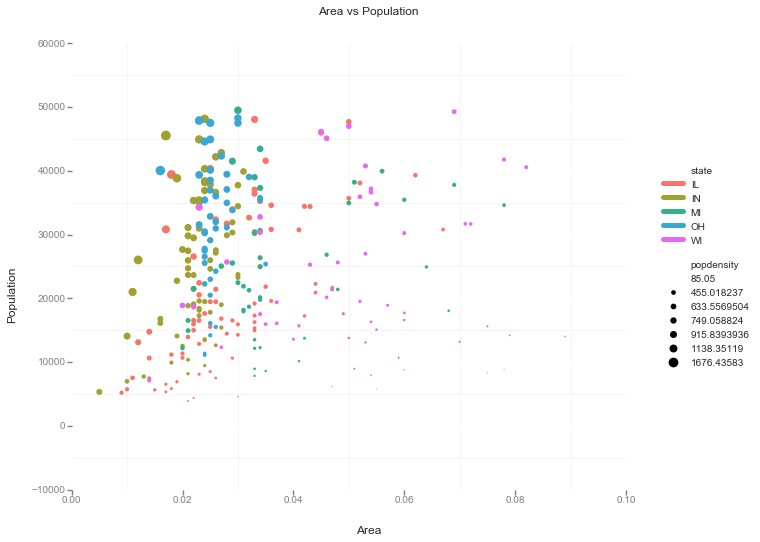 Area vs Population
60000
50000
40000
30000
20000
10000
0
−10000
Population
0.00
0.02
0.04
0.06
0.08
0.10
Area
state
IL
IN
MI
OH
WI
popdensity
85.05
455.018237
633.5569504
749.058824
915.8393936
1138.35119
1676.43583